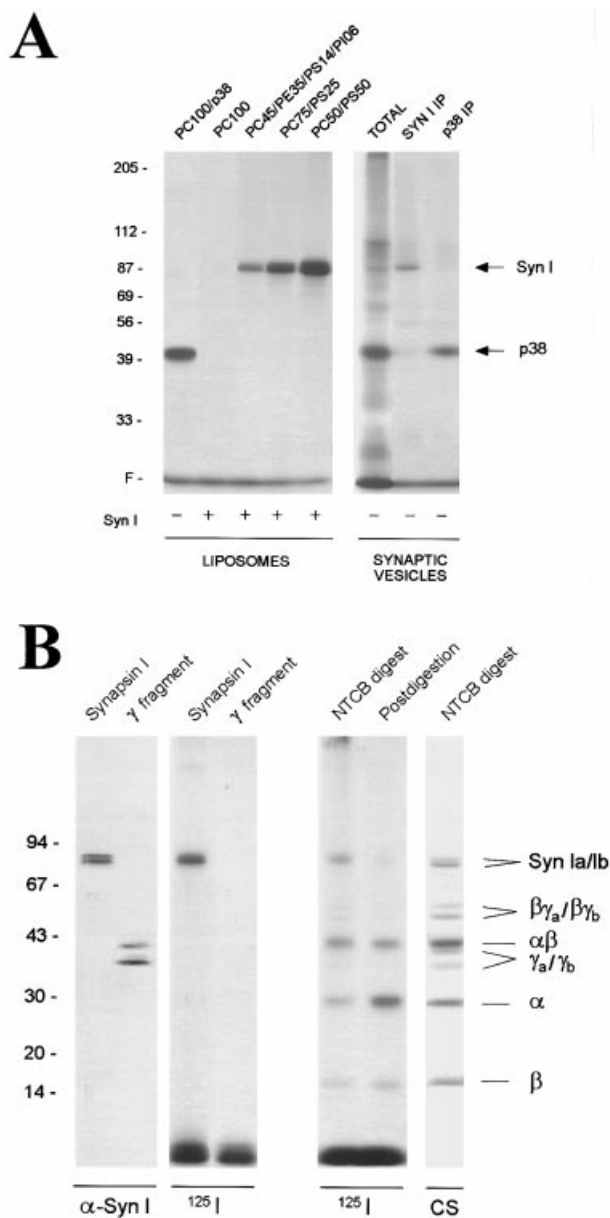 A
PC100/p38
PC100
PC45/PE35/PS14/PI06
PC75/PS25
PC50/PS50
TOTAL
SYN I IP
p38 IP
205 -
112 -
87 -
69 -
56 -
39 -
33 -
F -
Syn I
p38
Syn I
- + + + +
- - -
LIPOSOMES
SYNAPTIC
VESICLES
B
Synapsin I
γ fragment
Synapsin I
γ fragment
NTCB digest
Postdigestion
NTCB digest
94 -
67 -
43 -
30 -
20 -
14 -
Syn Ia/Ib
βγa/βγb
αβ
γa/γb
α
β
α-Syn I
125 I
125 I
CS